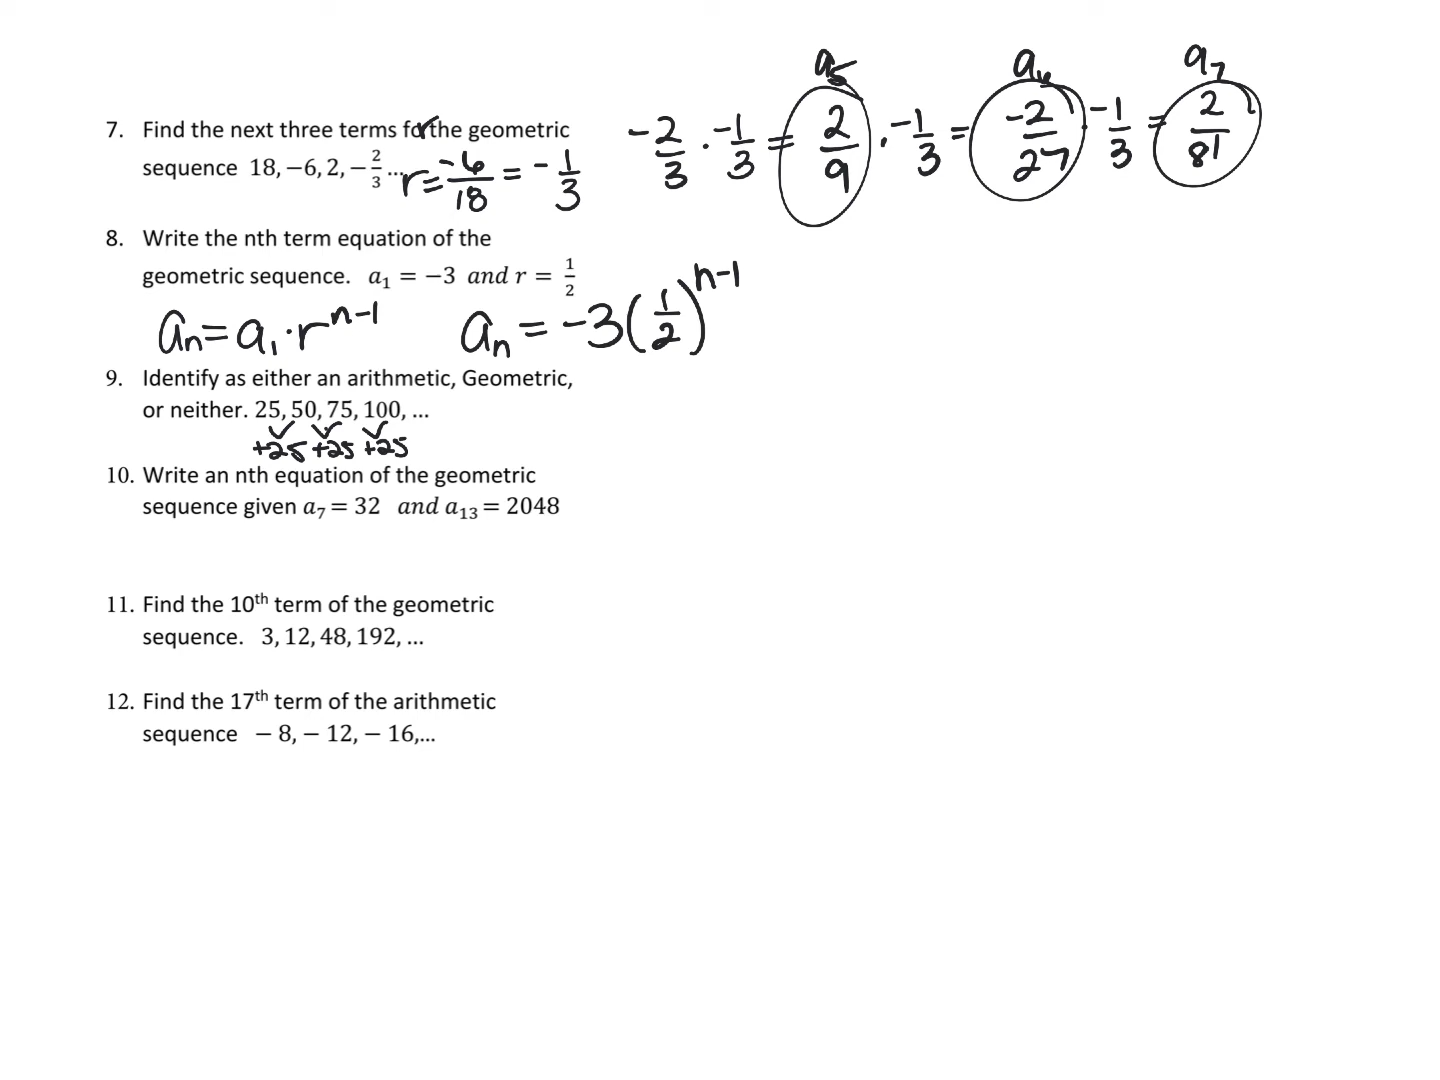 7. Find the next three terms for the geometric
sequence 18, −6, 2, −2/3 ... r = -6/18 = -1/3
a5 a6 a7
-2/3 · -1/3 = 2/9 · -1/3 = -2/27 · -1/3 = 2/81
8. Write the nth term equation of the
geometric sequence. a₁ = −3 and r = 1/2
an = a₁ · r^(n-1) an = -3(1/2)^(n-1)
9. Identify as either an arithmetic, Geometric,
or neither. 25, 50, 75, 100, ...
+25 +25 +25
10. Write an nth equation of the geometric
sequence given a₇ = 32 and a₁₃ = 2048
11. Find the 10th term of the geometric
sequence. 3, 12, 48, 192, ...
12. Find the 17th term of the arithmetic
sequence − 8, − 12, − 16,...